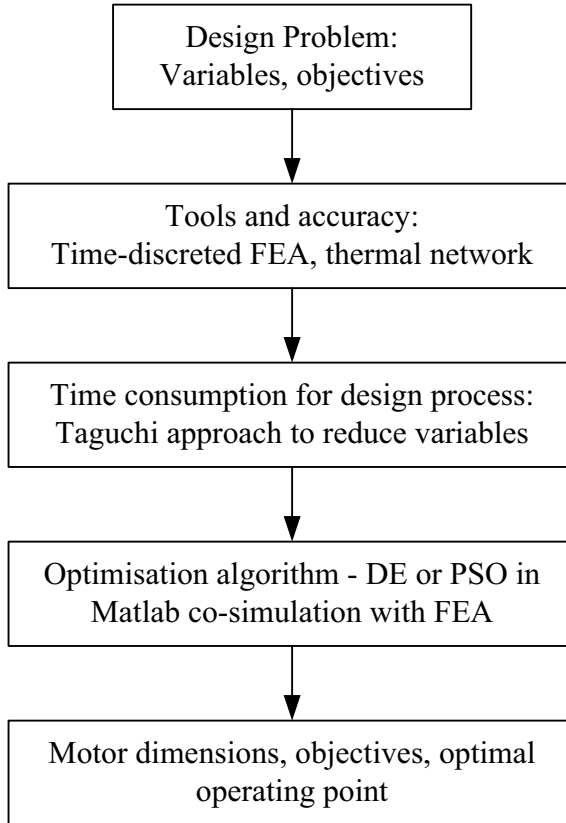 Design Problem:
Variables, objectives
Tools and accuracy:
Time-discreted FEA, thermal network
Time consumption for design process:
Taguchi approach to reduce variables
Optimisation algorithm - DE or PSO in
Matlab co-simulation with FEA
Motor dimensions, objectives, optimal
operating point